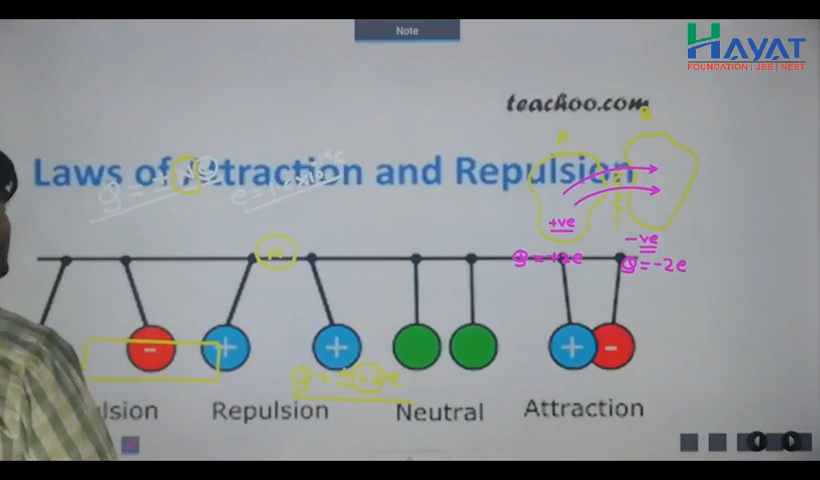 Note
HAYAT
FOUNDATION | JEE | NEET
teachoo.com
A
B
Laws of Attraction and Repulsion
+ve
-ve
n
q = +2e
q = -2e
-
+
+
+
-
Repulsion
Neutral
Attraction